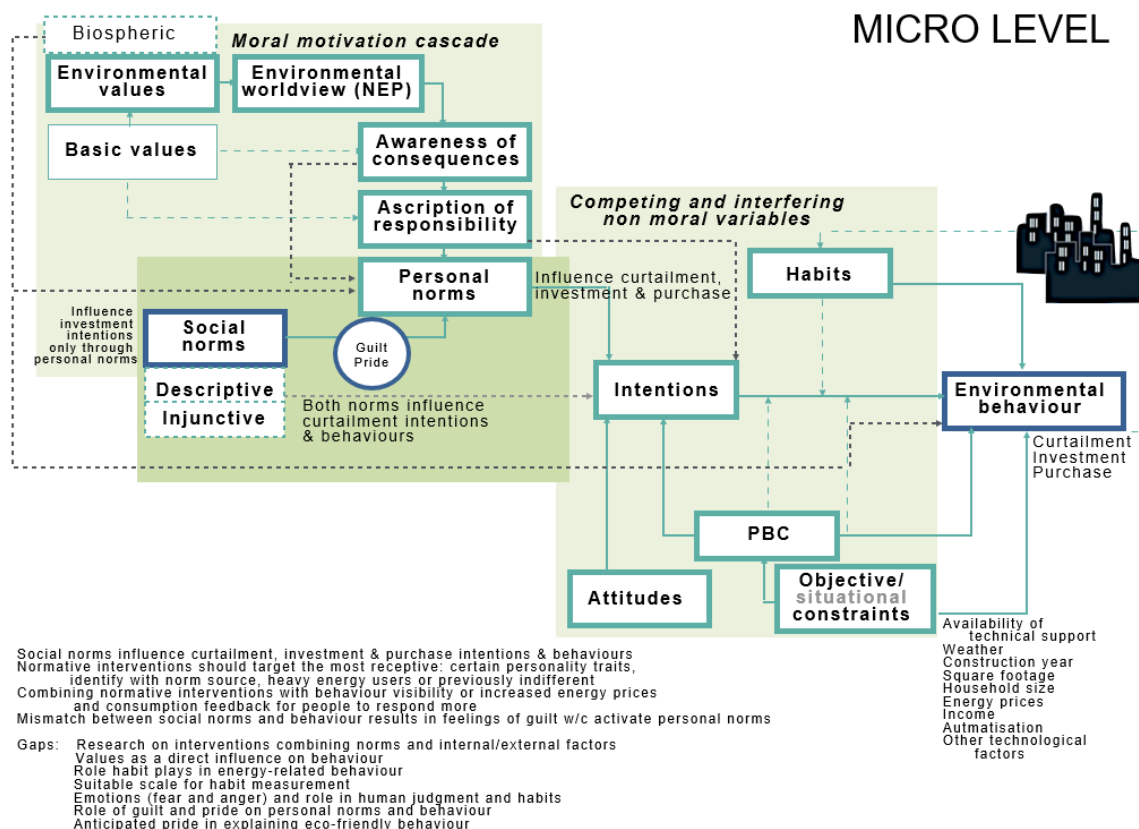 MICRO LEVEL
Biospheric
Moral motivation cascade
Environmental
values
Environmental
worldview (NEP)
Basic values
Awareness of
consequences
Ascription of
responsibility
Competing and interfering
non moral variables
Personal
norms
Influence curtailment,
investment & purchase
Habits
Influence
investment
intentions
only through
personal norms
Social
norms
Guilt
Pride
Descriptive
Injunctive
Both norms influence
curtailment intentions
& behaviours
Intentions
Environmental
behaviour
Curtailment
Investment
Purchase
PBC
Attitudes
Objective/
situational
constraints
Availability of
technical support
Weather
Construction year
Square footage
Household size
Energy prices
Income
Autmatisation
Other technological
factors
Social norms influence curtailment, investment & purchase intentions & behaviours
Normative interventions should target the most receptive: certain personality traits,
identify with norm source, heavy energy users or previously indifferent
Combining normative interventions with behaviour visibility or increased energy prices
and consumption feedback for people to respond more
Mismatch between social norms and behaviour results in feelings of guilt w/c activate personal norms
Gaps: Research on interventions combining norms and internal/external factors
Values as a direct influence on behaviour
Role habit plays in energy-related behaviour
Suitable scale for habit measurement
Emotions (fear and anger) and role in human judgment and habits
Role of guilt and pride on personal norms and behaviour
Anticipated pride in explaining eco-friendly behaviour